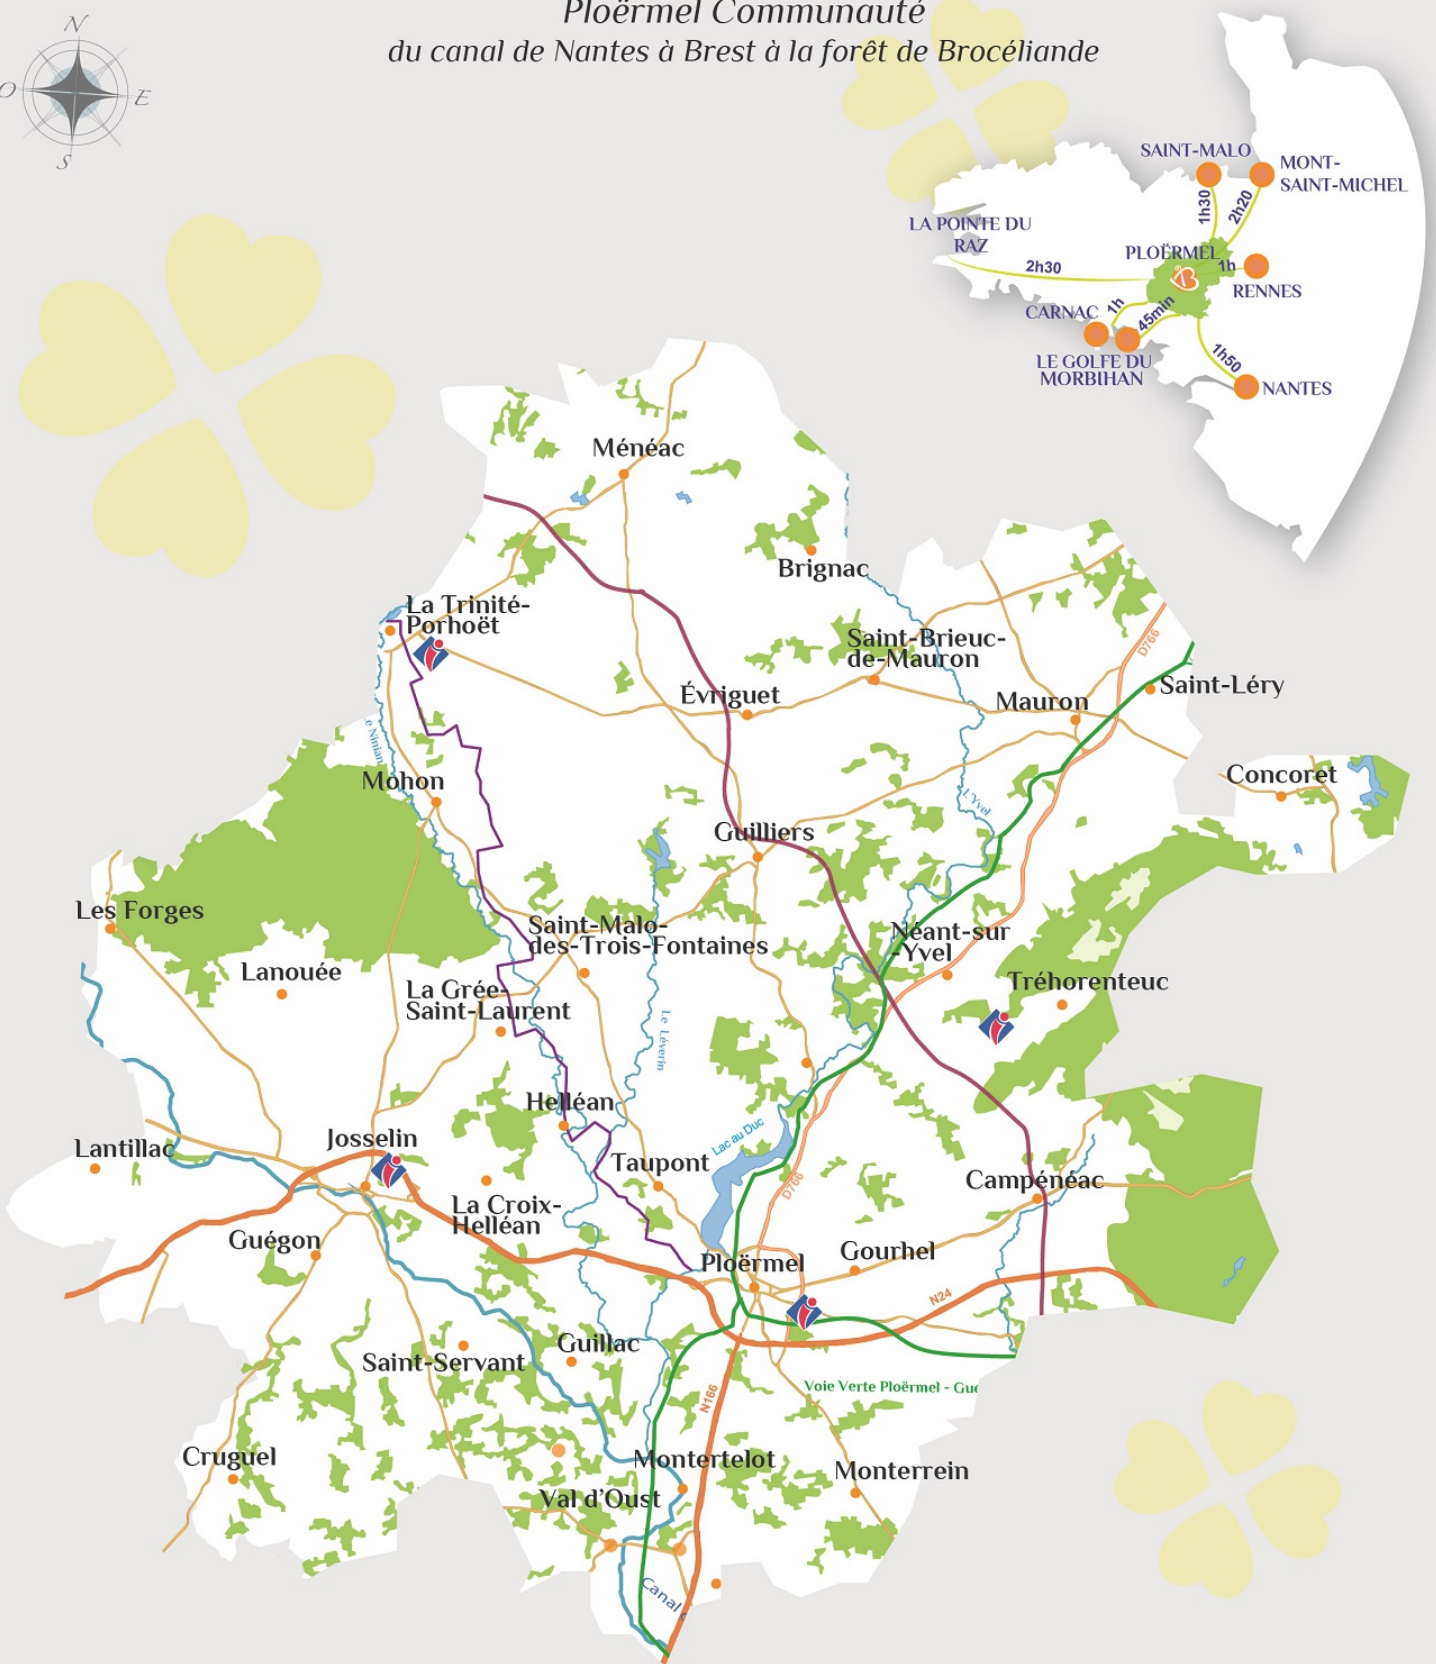 Ploërmel Communauté
du canal de Nantes à Brest à la forêt de Brocéliande
N
O
E
S
SAINT-MALO
MONT-
SAINT-MICHEL
1h30
2h20
LA POINTE DU
RAZ
2h30
PLOËRMEL
1h
RENNES
CARNAC
1h
45min
LE GOLFE DU
MORBIHAN
1h50
NANTES
Ménéac
Brignac
La Trinité-
Porhoët
Saint-Brieuc-
de-Mauron
D766
Évriguet
Mauron
Saint-Léry
Le Ninian
Mohon
Concoret
L'Yvel
Guilliers
Les Forges
Saint-Malo-
des-Trois-Fontaines
Néant-sur
-Yvel
Lanouée
Tréhorenteuc
La Grée-
Saint-Laurent
Le Léverin
Helléan
Lac au Duc
Josselin
Lantillac
Taupont
D766
Campénéac
La Croix-
Helléan
Guégon
Ploërmel
Gourhel
N24
Guillac
Saint-Servant
Voie Verte Ploërmel - Gue
N166
Cruguel
Montertelot
Monterrein
Val d'Oust
Canal